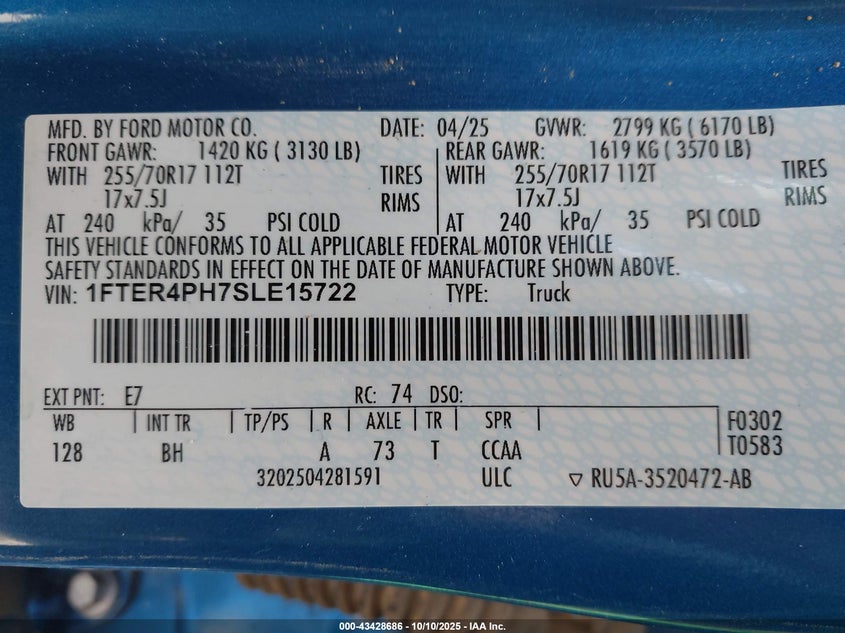 MFD. BY FORD MOTOR CO. DATE: 04/25 GVWR: 2799 KG ( 6170 LB)
FRONT GAWR: 1420 KG ( 3130 LB) REAR GAWR: 1619 KG ( 3570 LB)
WITH 255/70R17 112T TIRES WITH 255/70R17 112T TIRES
17x7.5J RIMS 17x7.5J RIMS
AT 240 kPa/ 35 PSI COLD AT 240 kPa/ 35 PSI COLD
THIS VEHICLE CONFORMS TO ALL APPLICABLE FEDERAL MOTOR VEHICLE
SAFETY STANDARDS IN EFFECT ON THE DATE OF MANUFACTURE SHOWN ABOVE.
VIN: 1FTER4PH7SLE15722 TYPE: Truck
EXT PNT: E7 RC: 74 DSO:
WB INT TR TP/PS R AXLE TR SPR F0302
128 BH A 73 T CCAA T0583
3202504281591 ULC ▽ RU5A-3520472-AB
000-43428686 - 10/10/2025 - IAA Inc.